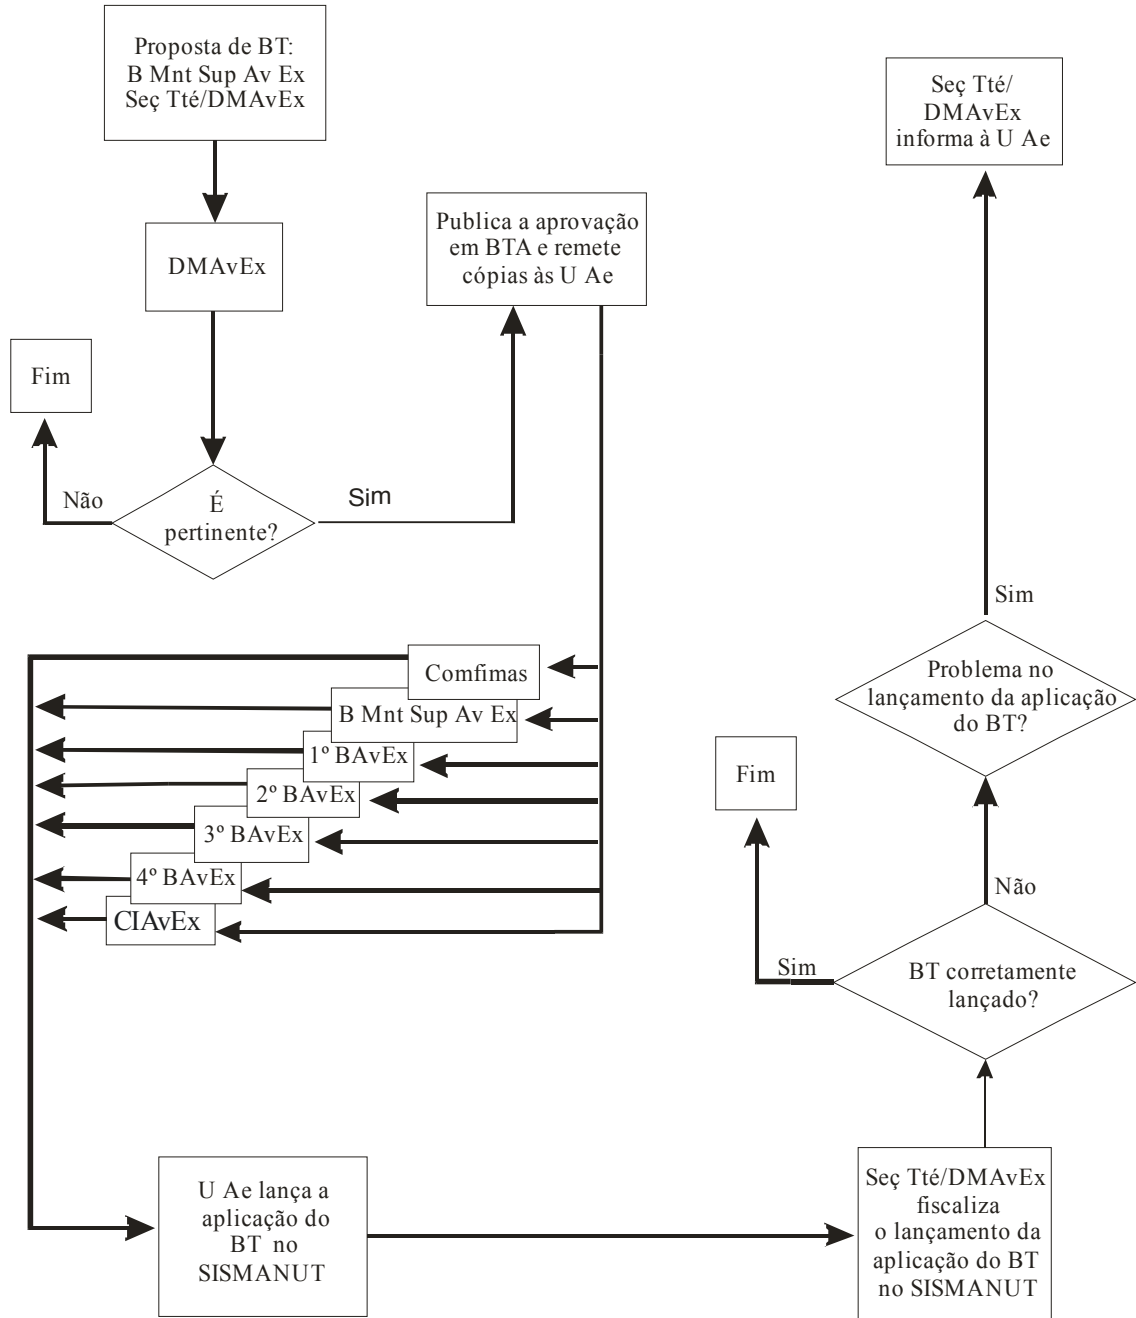 Proposta de BT:
B Mnt Sup Av Ex
Seç Tté/DMAvEx
DMAvEx
Publica a aprovação
em BTA e remete
cópias às U Ae
Fim
Não
É
pertinente?
Sim
Comfimas
B Mnt Sup Av Ex
1º BAvEx
2º BAvEx
3º BAvEx
4º BAvEx
CIAvEx
U Ae lança a
aplicação do
BT no
SISMANUT
Seç Tté/DMAvEx
fiscaliza
o lançamento da
aplicação do BT
no SISMANUT
BT corretamente
lançado?
Sim
Fim
Não
Problema no
lançamento da aplicação
do BT?
Sim
Seç Tté/
DMAvEx
informa à U Ae